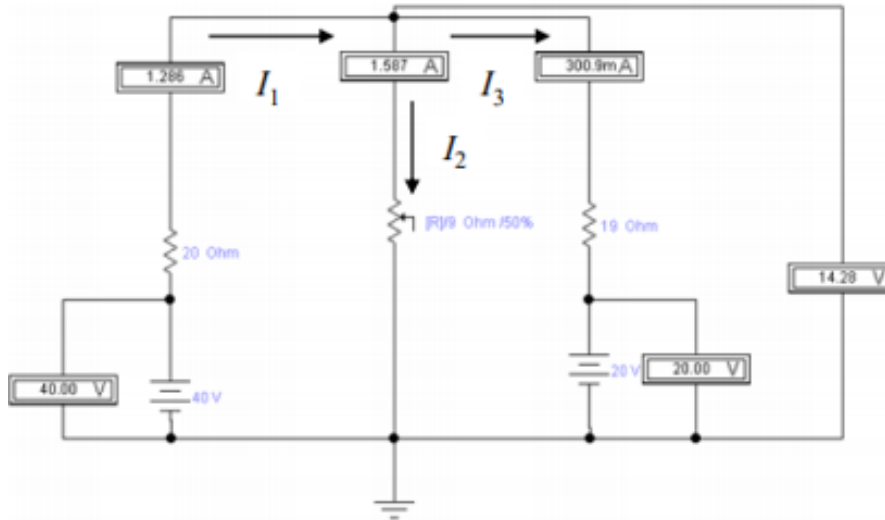 1.286 A
1.587 A
300.9mA
I1
I3
I2
[R]/9 Ohm /50%
19 Ohm
20 Ohm
14.28 V
40.00 V
40 V
20 V
20.00 V